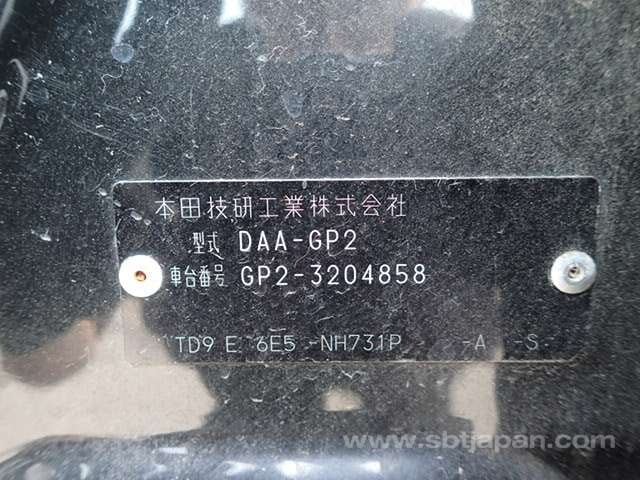 本田技研工業株式会社
型式 DAA-GP2
車台番号 GP2-3204858
TD9 E 6E5 -NH731P -A -S-
www.sbtjapan.com